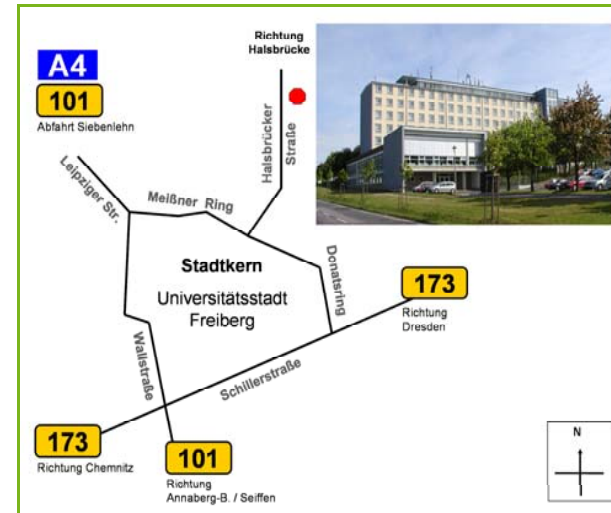 Richtung
Halsbrücke
A4
101
Abfahrt Siebenlehn
Halsbrücker
Straße
Leipziger Str.
Meißner Ring
Stadtkern
Universitätsstadt
Freiberg
Donatsring
173
Richtung
Dresden
Wallstraße
Schillerstraße
173
Richtung Chemnitz
101
Richtung
Annaberg-B. / Seiffen
N